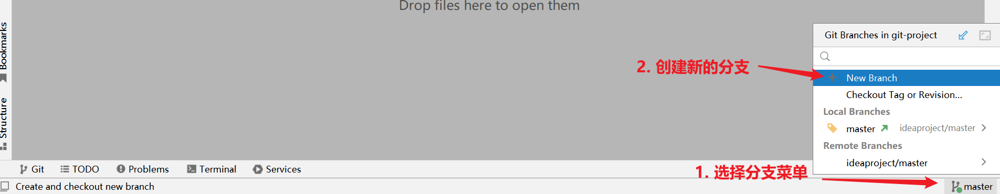 Drop files here to open them
Bookmarks
Structure
Git Branches in git-project
2. 创建新的分支
New Branch
Checkout Tag or Revision...
Local Branches
master ideaproject/master
Remote Branches
ideaproject/master
Git TODO Problems Terminal Services
1. 选择分支菜单
Create and checkout new branch
master